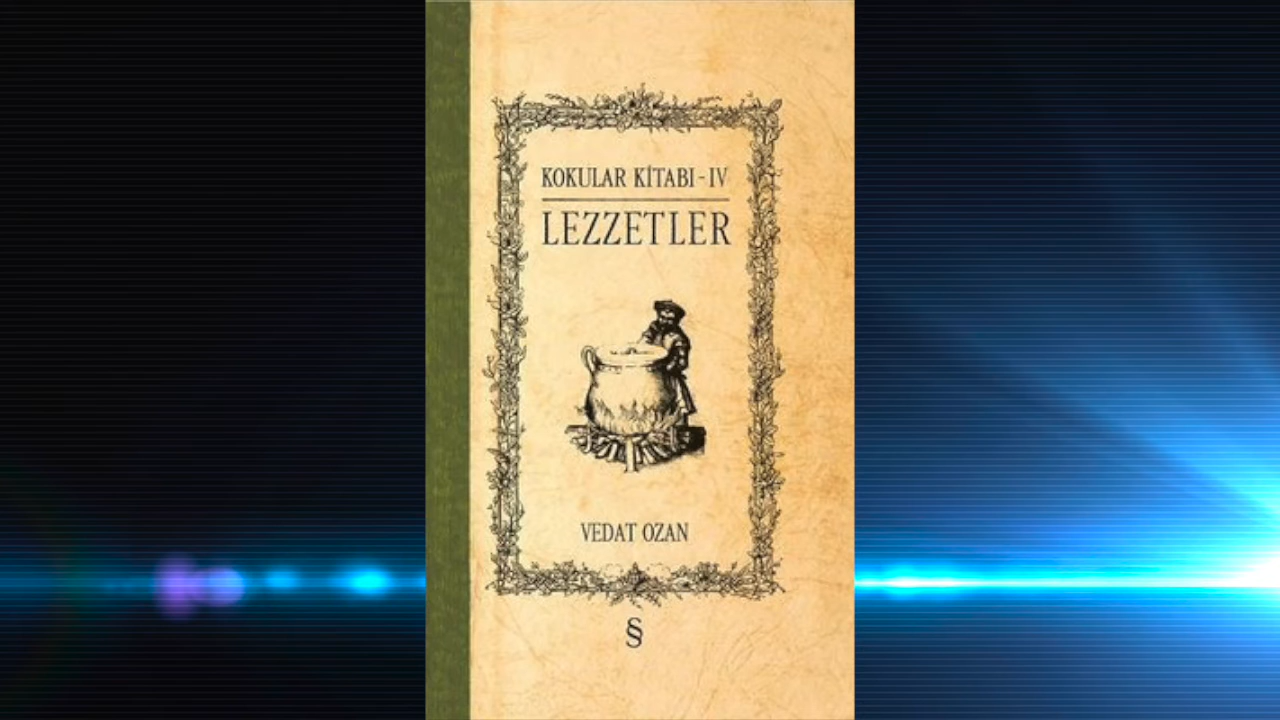 KOKULAR KİTABI - IV
LEZZETLER
VEDAT OZAN
§